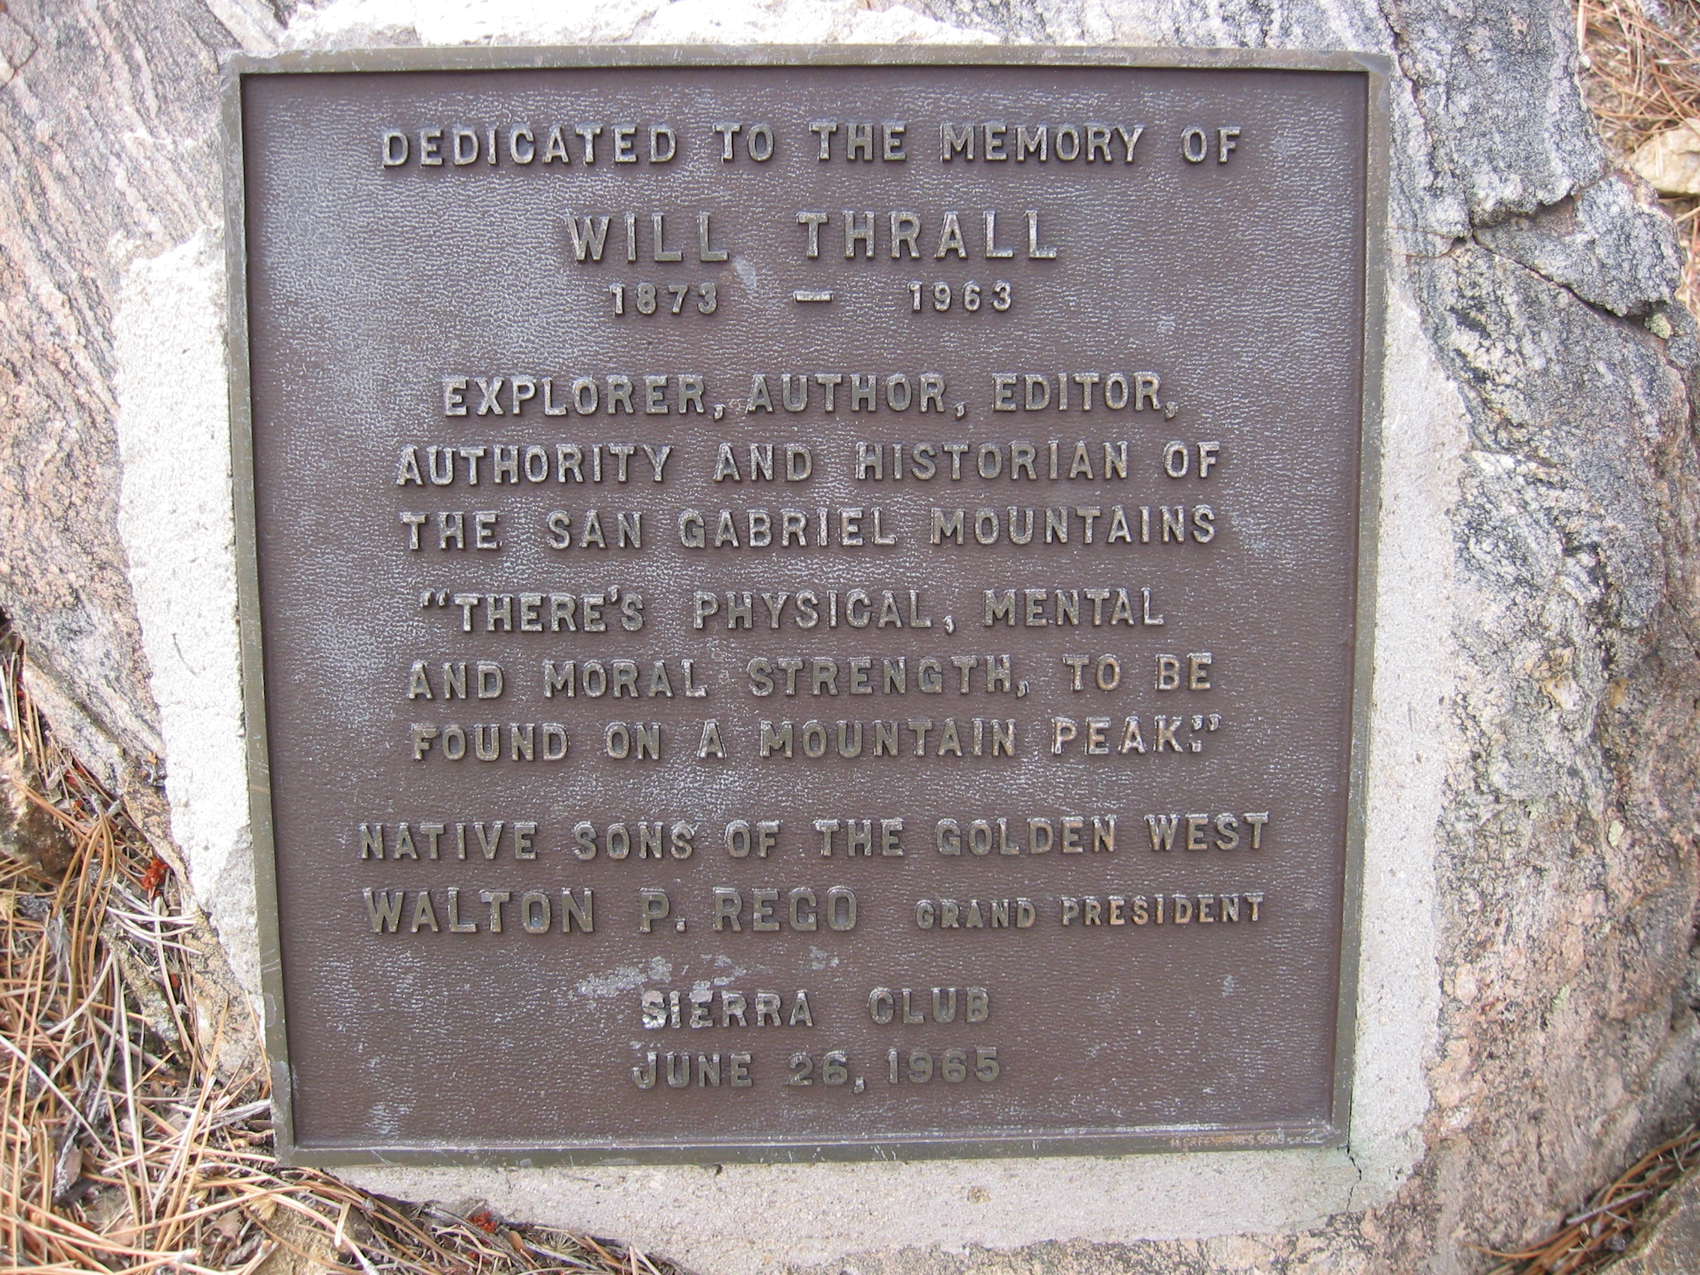 DEDICATED TO THE MEMORY OF
WILL THRALL
1873 — 1963
EXPLORER, AUTHOR, EDITOR,
AUTHORITY AND HISTORIAN OF
THE SAN GABRIEL MOUNTAINS
"THERE'S PHYSICAL, MENTAL
AND MORAL STRENGTH, TO BE
FOUND ON A MOUNTAIN PEAK."
NATIVE SONS OF THE GOLDEN WEST
WALTON P. REGO GRAND PRESIDENT
SIERRA CLUB
JUNE 26, 1965